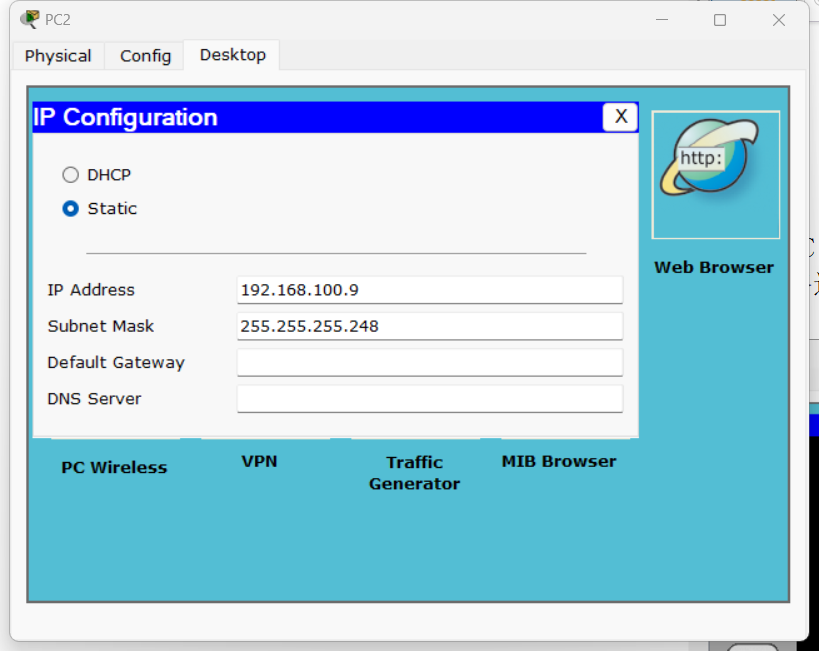 PC2
Physical Config Desktop
IP Configuration X
http:
DHCP
Static
Web Browser
IP Address 192.168.100.9
Subnet Mask 255.255.255.248
Default Gateway
DNS Server
PC Wireless VPN Traffic Generator MIB Browser